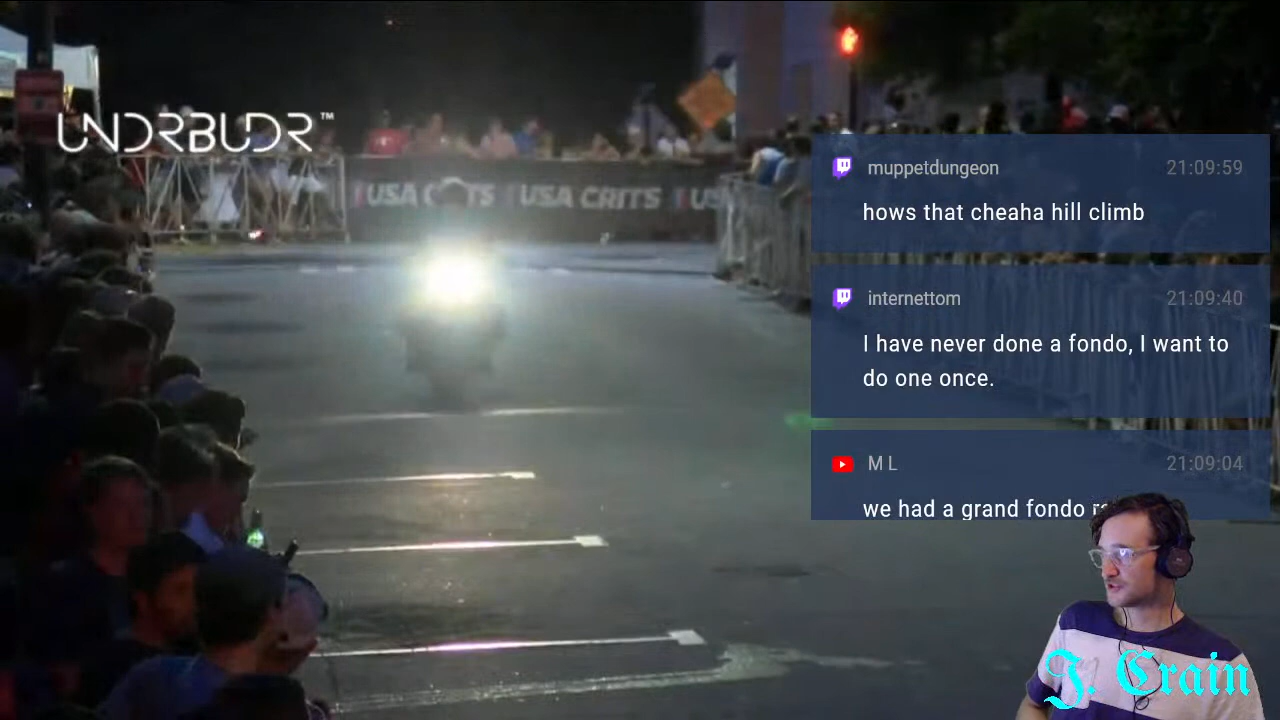 UNDRBUDR™
USA CRITS USA CRITS US
muppetdungeon 21:09:59
hows that cheaha hill climb
internettom 21:09:40
I have never done a fondo, I want to
do one once.
M L 21:09:04
we had a grand fondo
J. Crain